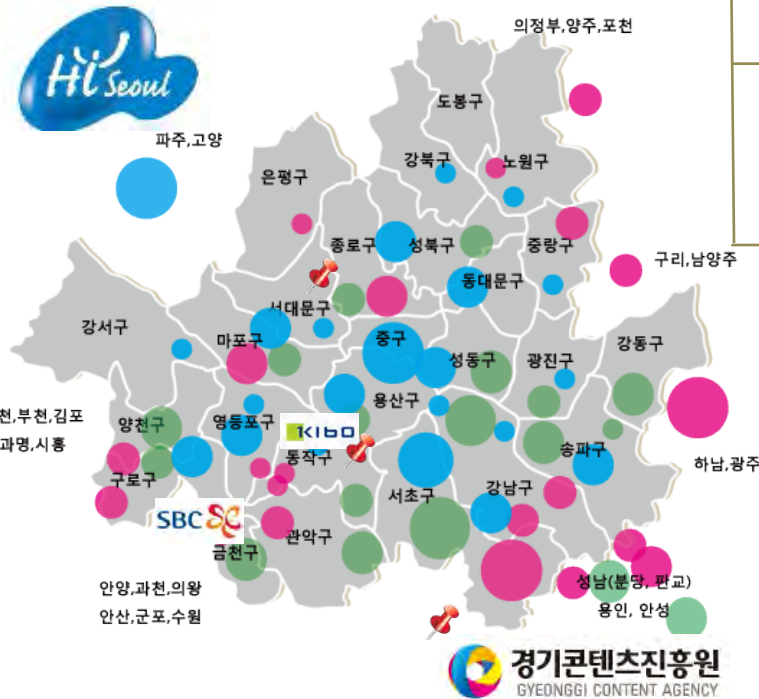 의정부,양주,포천
Hi Seoul
도봉구
파주,고양
강북구
노원구
은평구
종로구
성북구
중랑구
구리,남양주
동대문구
서대문구
강서구
마포구
중구
성동구
광진구
강동구
용산구
천,부천,김포
양천구
영등포구
KIBO
과명,시흥
송파구
동작구
하남,광주
구로구
강남구
서초구
SBC
관악구
금천구
안양,과천,의왕
성남(분당, 판교)
안산,군포,수원
용인, 안성
경기콘텐츠진흥원
GYEONGGI CONTENT AGENCY